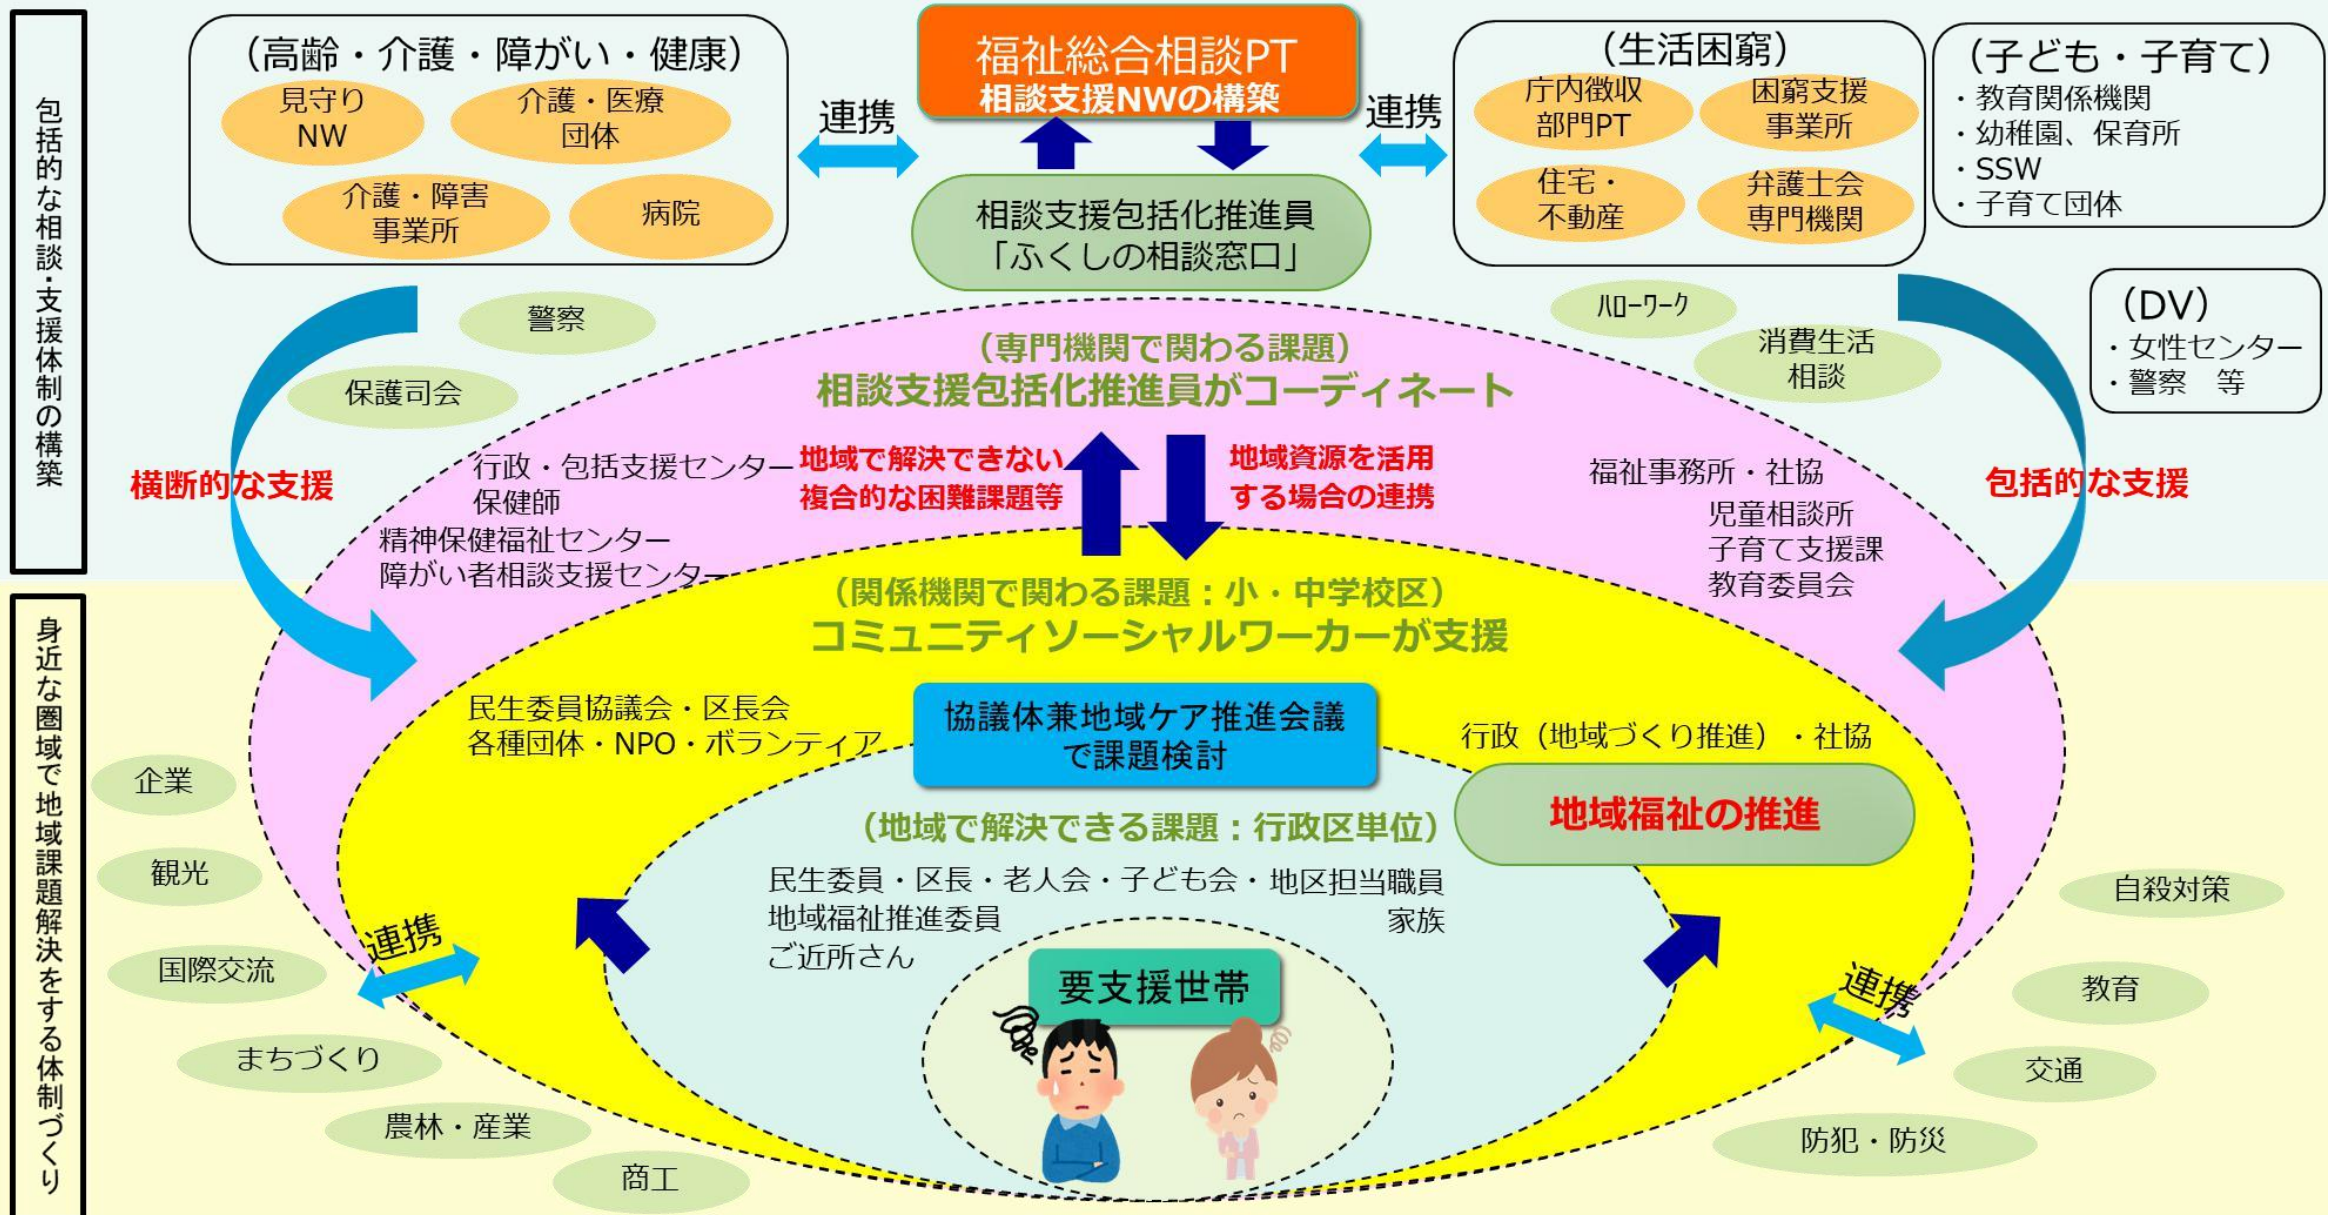 包括的な相談・支援体制の構築
(高齢・介護・障がい・健康)
見守り
NW
介護・医療
団体
介護・障害
事業所
病院
連携
福祉総合相談PT
相談支援NWの構築
連携
相談支援包括化推進員
「ふくしの相談窓口」
(生活困窮)
庁内徴収
部門PT
困窮支援
事業所
住宅・
不動産
弁護士会
専門機関
(子ども・子育て)
・教育関係機関
・幼稚園、保育所
・SSW
・子育て団体
(DV)
・女性センター
・警察　等
警察
保護司会
ﾊﾛｰﾜｰｸ
消費生活
相談
横断的な支援
包括的な支援
(専門機関で関わる課題)
相談支援包括化推進員がコーディネート
行政・包括支援センター
保健師
精神保健福祉センター
障がい者相談支援センター
地域で解決できない
複合的な困難課題等
地域資源を活用
する場合の連携
福祉事務所・社協
児童相談所
子育て支援課
教育委員会
身近な圏域で地域課題解決をする体制づくり
(関係機関で関わる課題：小・中学校区)
コミュニティソーシャルワーカーが支援
民生委員協議会・区長会
各種団体・NPO・ボランティア
協議体兼地域ケア推進会議
で課題検討
行政（地域づくり推進）・社協
地域福祉の推進
(地域で解決できる課題：行政区単位)
民生委員・区長・老人会・子ども会・地区担当職員
地域福祉推進委員
家族
ご近所さん
要支援世帯
連携
連携
企業
観光
国際交流
まちづくり
農林・産業
商工
自殺対策
教育
交通
防犯・防災